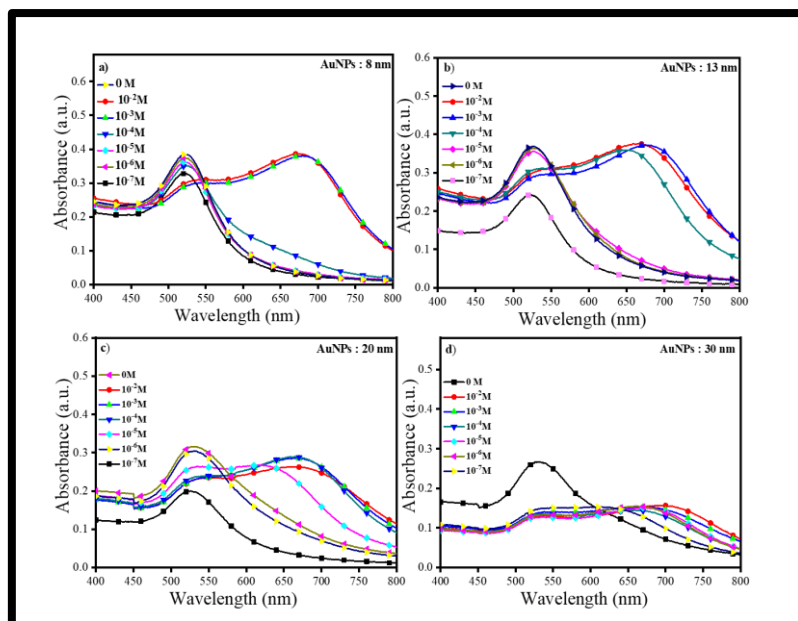 a)
AuNPs : 8 nm
0 M
10⁻²M
10⁻³M
10⁻⁴M
10⁻⁵M
10⁻⁶M
10⁻⁷M
0.6
0.5
0.4
0.3
0.2
0.1
0.0
Absorbance (a.u.)
400 450 500 550 600 650 700 750 800
Wavelength (nm)
b)
AuNPs : 13 nm
0 M
10⁻²M
10⁻³M
10⁻⁴M
10⁻⁵M
10⁻⁶M
10⁻⁷M
0.6
0.5
0.4
0.3
0.2
0.1
0.0
Absorbance (a.u.)
400 450 500 550 600 650 700 750 800
Wavelength (nm)
c)
AuNPs : 20 nm
0M
10⁻²M
10⁻³M
10⁻⁴M
10⁻⁵M
10⁻⁶M
10⁻⁷M
0.6
0.5
0.4
0.3
0.2
0.1
0.0
Absorbance (a.u.)
400 450 500 550 600 650 700 750 800
Wavelength (nm)
d)
AuNPs : 30 nm
0 M
10⁻²M
10⁻³M
10⁻⁴M
10⁻⁵M
10⁻⁶M
10⁻⁷M
0.6
0.5
0.4
0.3
0.2
0.1
0.0
Absorbance (a.u.)
400 450 500 550 600 650 700 750 800
Wavelength (nm)